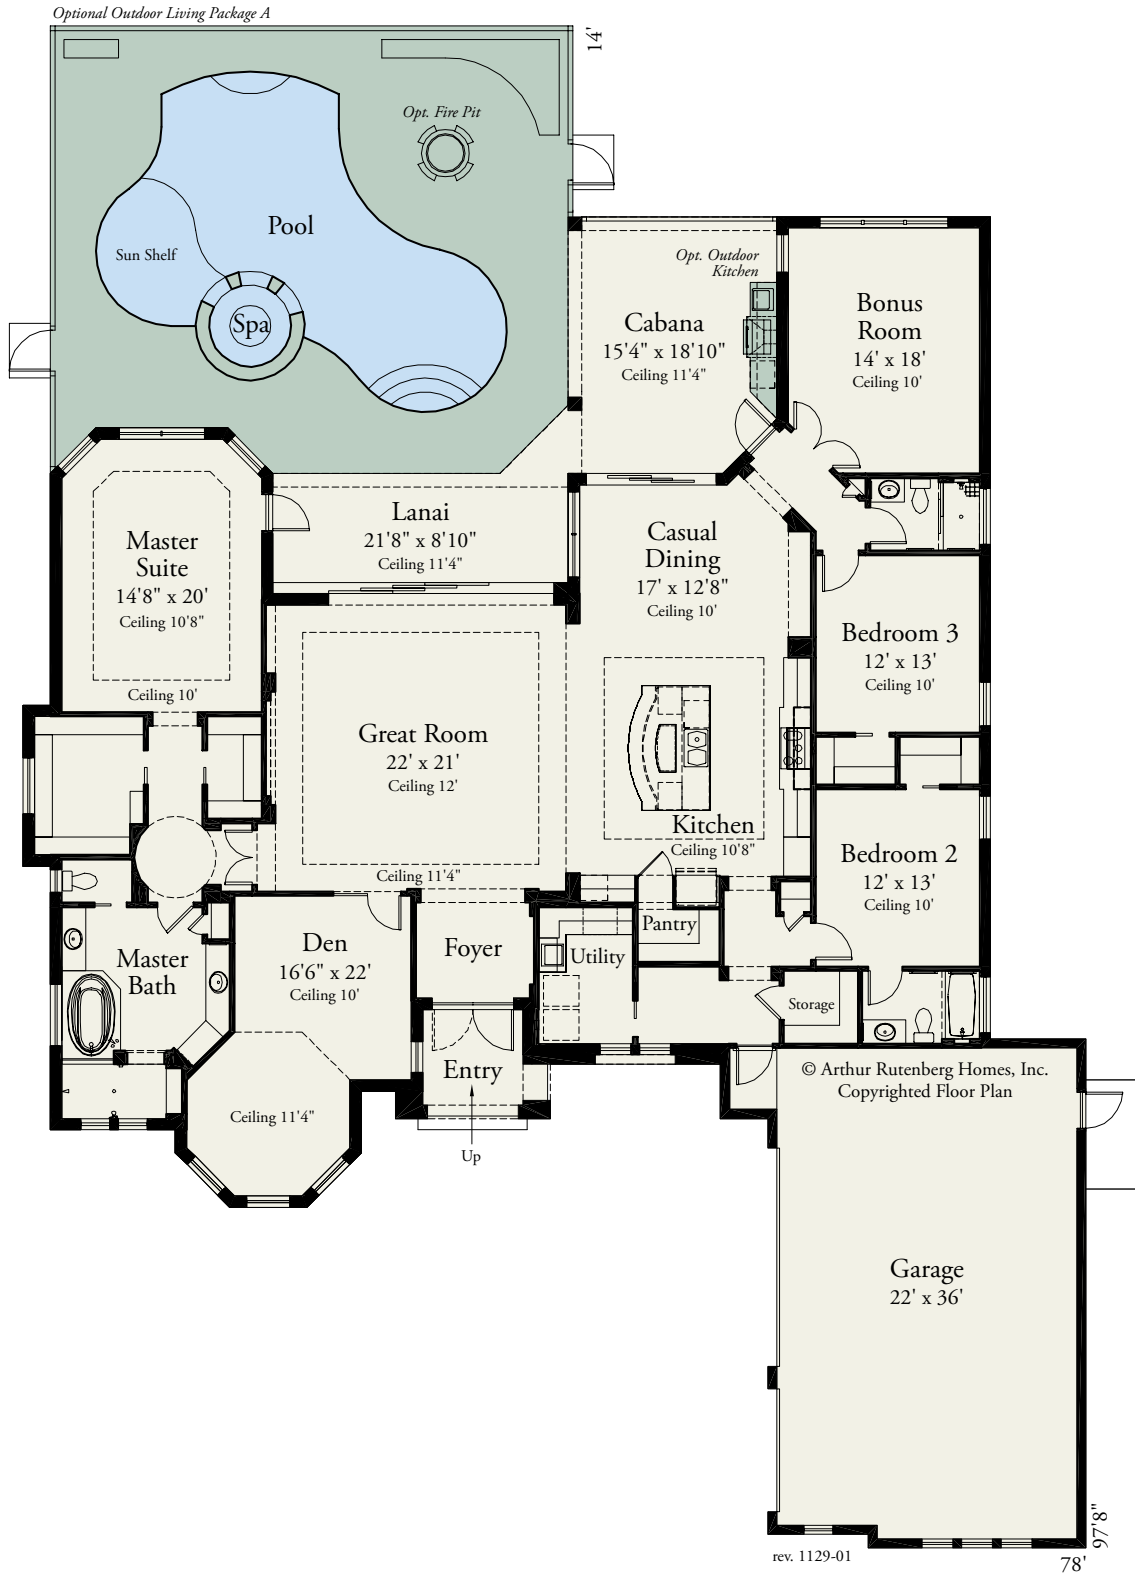 Optional Outdoor Living Package A
14'
Opt. Fire Pit
Pool
Sun Shelf
Spa
Opt. Outdoor
Kitchen
Cabana
15'4" x 18'10"
Ceiling 11'4"
Bonus
Room
14' x 18'
Ceiling 10'
Lanai
21'8" x 8'10"
Ceiling 11'4"
Master
Suite
14'8" x 20'
Ceiling 10'8"
Ceiling 10'
Casual
Dining
17' x 12'8"
Ceiling 10'
Bedroom 3
12' x 13'
Ceiling 10'
Great Room
22' x 21'
Ceiling 12'
Ceiling 11'4"
Kitchen
Ceiling 10'8"
Bedroom 2
12' x 13'
Ceiling 10'
Master
Bath
Den
16'6" x 22'
Ceiling 10'
Ceiling 11'4"
Foyer
Utility
Pantry
Storage
Entry
Up
© Arthur Rutenberg Homes, Inc.
Copyrighted Floor Plan
Garage
22' x 36'
rev. 1129-01
97'8"
78'